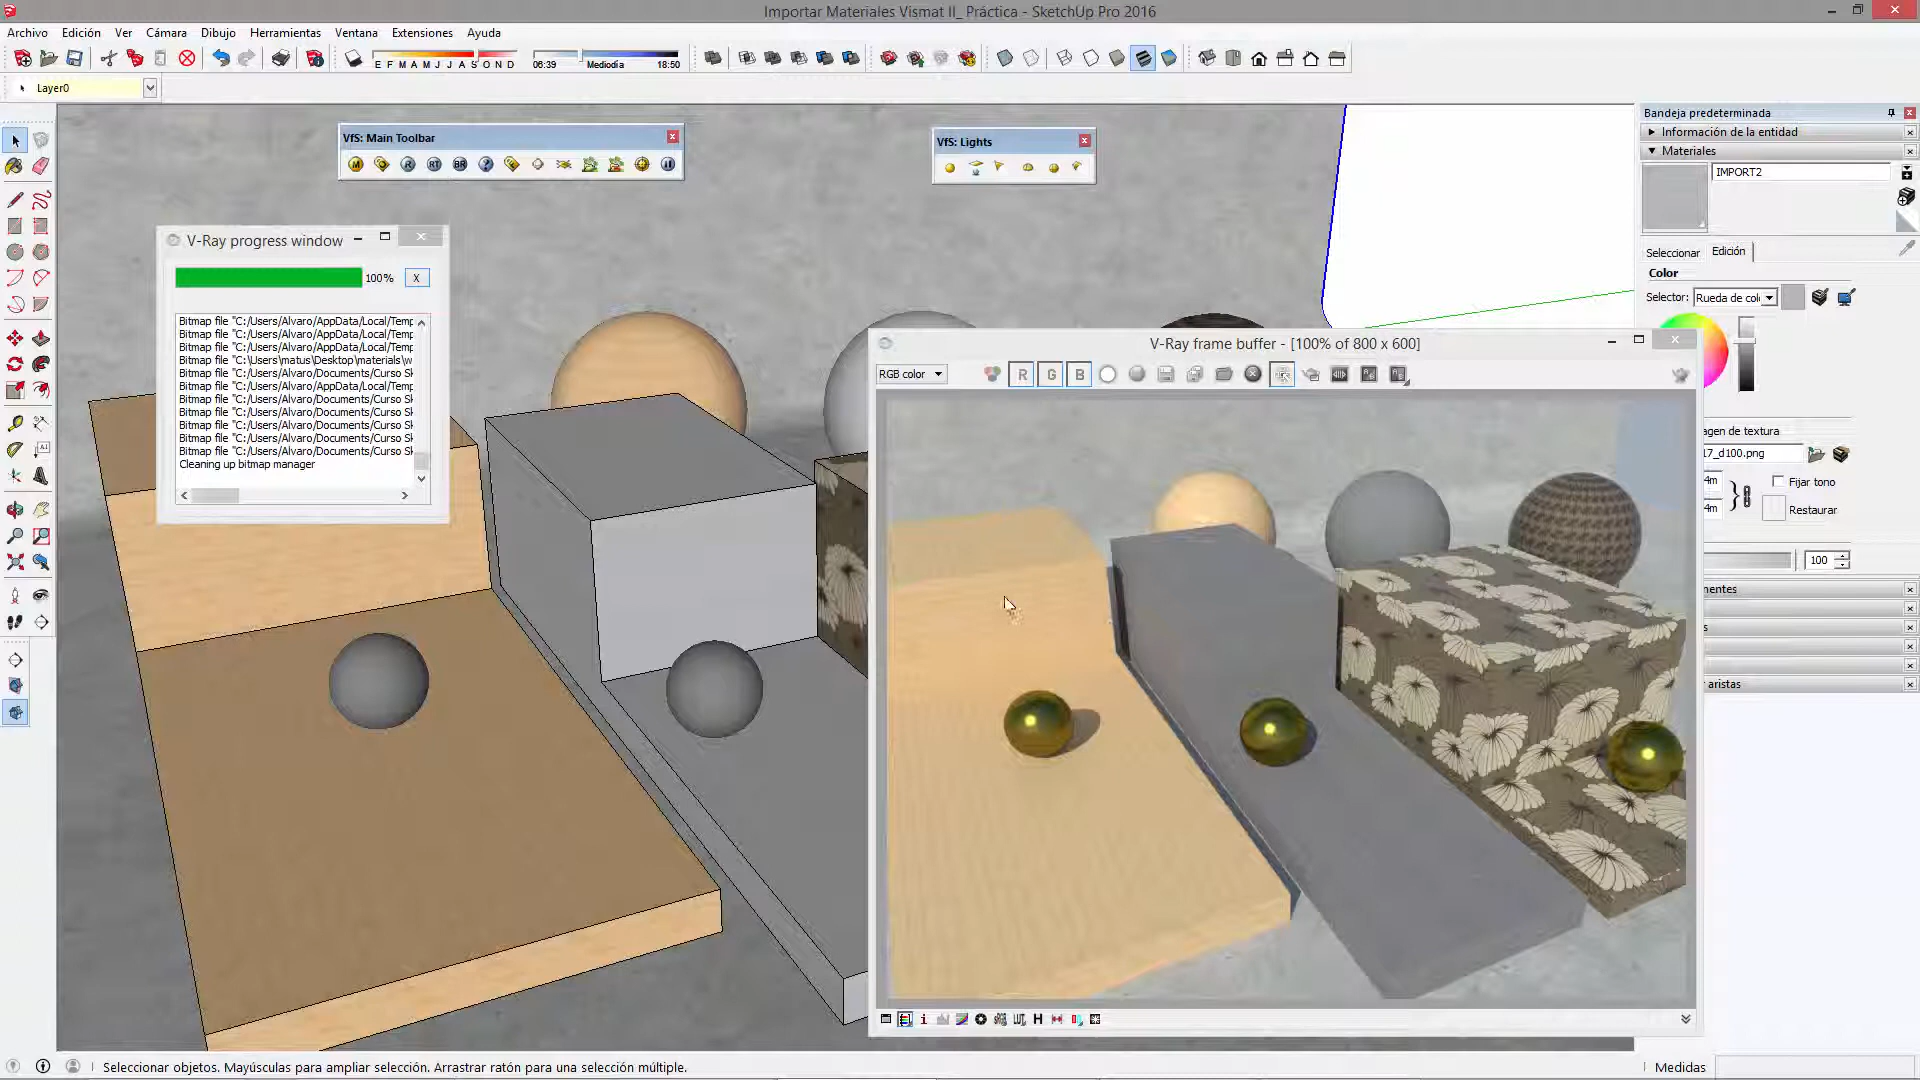 Importar Materiales Vismat II_ Práctica - SketchUp Pro 2016
Archivo Edición Ver Cámara Dibujo Herramientas Ventana Extensiones Ayuda
E F M A M J J A S O N D
06:39 Mediodía 18:50
Layer0
VfS: Main Toolbar
M R RT BR
VfS: Lights
V-Ray progress window
100% X
Bitmap file "C:/Users/Alvaro/AppData/Local/Temp
Bitmap file "C:/Users/Alvaro/AppData/Local/Temp
Bitmap file "C:/Users/Alvaro/AppData/Local/Temp
Bitmap file "C:\Users\matus\Desktop\materials\w
Bitmap file "C:/Users/Alvaro/Documents/Curso Sk
Bitmap file "C:/Users/Alvaro/AppData/Local/Temp
Bitmap file "C:/Users/Alvaro/Documents/Curso Sk
Bitmap file "C:/Users/Alvaro/Documents/Curso Sk
Bitmap file "C:/Users/Alvaro/Documents/Curso Sk
Bitmap file "C:/Users/Alvaro/Documents/Curso Sk
Bitmap file "C:/Users/Alvaro/Documents/Curso Sk
Cleaning up bitmap manager
V-Ray frame buffer - [100% of 800 x 600]
RGB color R G B
Bandeja predeterminada
Información de la entidad
Materiales
IMPORT2
Seleccionar Edición
Color
Selector: Rueda de col
agen de textura
17_d100.png
4m Fijar tono
4m Restaurar
100
nentes
s
r aristas
Seleccionar objetos. Mayúsculas para ampliar selección. Arrastrar ratón para una selección múltiple.
Medidas